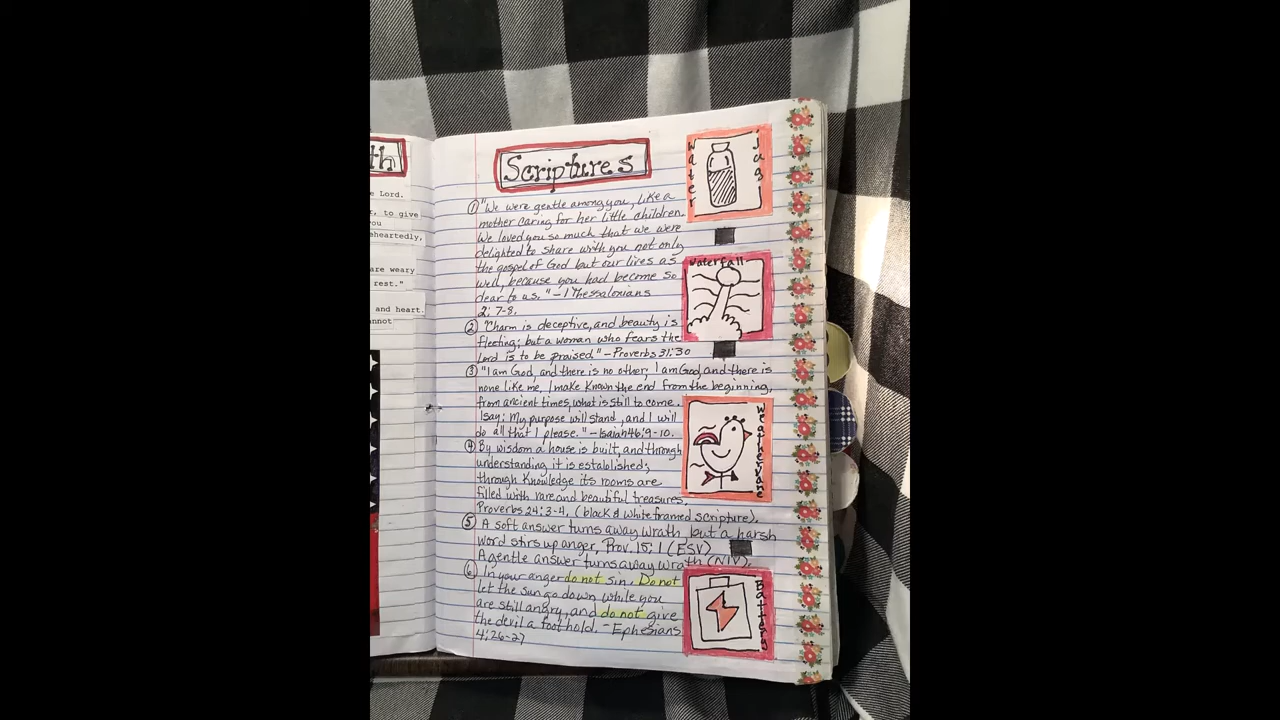 th
e Lord.
t, to give
you
eheartedly,
are weary
rest."
and heart.
annot
Scriptures
① "We were gentle among you, like a
mother caring for her little children.
We loved you so much that we were
delighted to share with you not only
the gospel of God but our lives as
well, because you had become so
dear to us." - 1 Thessalonians
2:7-8.
② "Charm is deceptive, and beauty is
fleeting; but a woman who fears the
Lord is to be praised." - Proverbs 31:30
③ "I am God, and there is no other; I am God, and there is
none like me. I make known the end from the beginning,
from ancient times, what is still to come.
I say: My purpose will stand, and I will
do all that I please." - Isaiah 46:9-10.
④ By wisdom a house is built, and through
understanding it is established;
through knowledge its rooms are
filled with rare and beautiful treasures.
Proverbs 24:3-4. (black & white framed scripture).
⑤ A soft answer turns away wrath, but a harsh
word stirs up anger, Prov. 15:1 (ESV)
A gentle answer turns away wrath (NIV).
⑥ In your anger do not sin. Do not
let the sun go down while you
are still angry, and do not give
the devil a foothold. - Ephesians
4:26-27
Water
jug
Waterfall
Weathervane
Battery